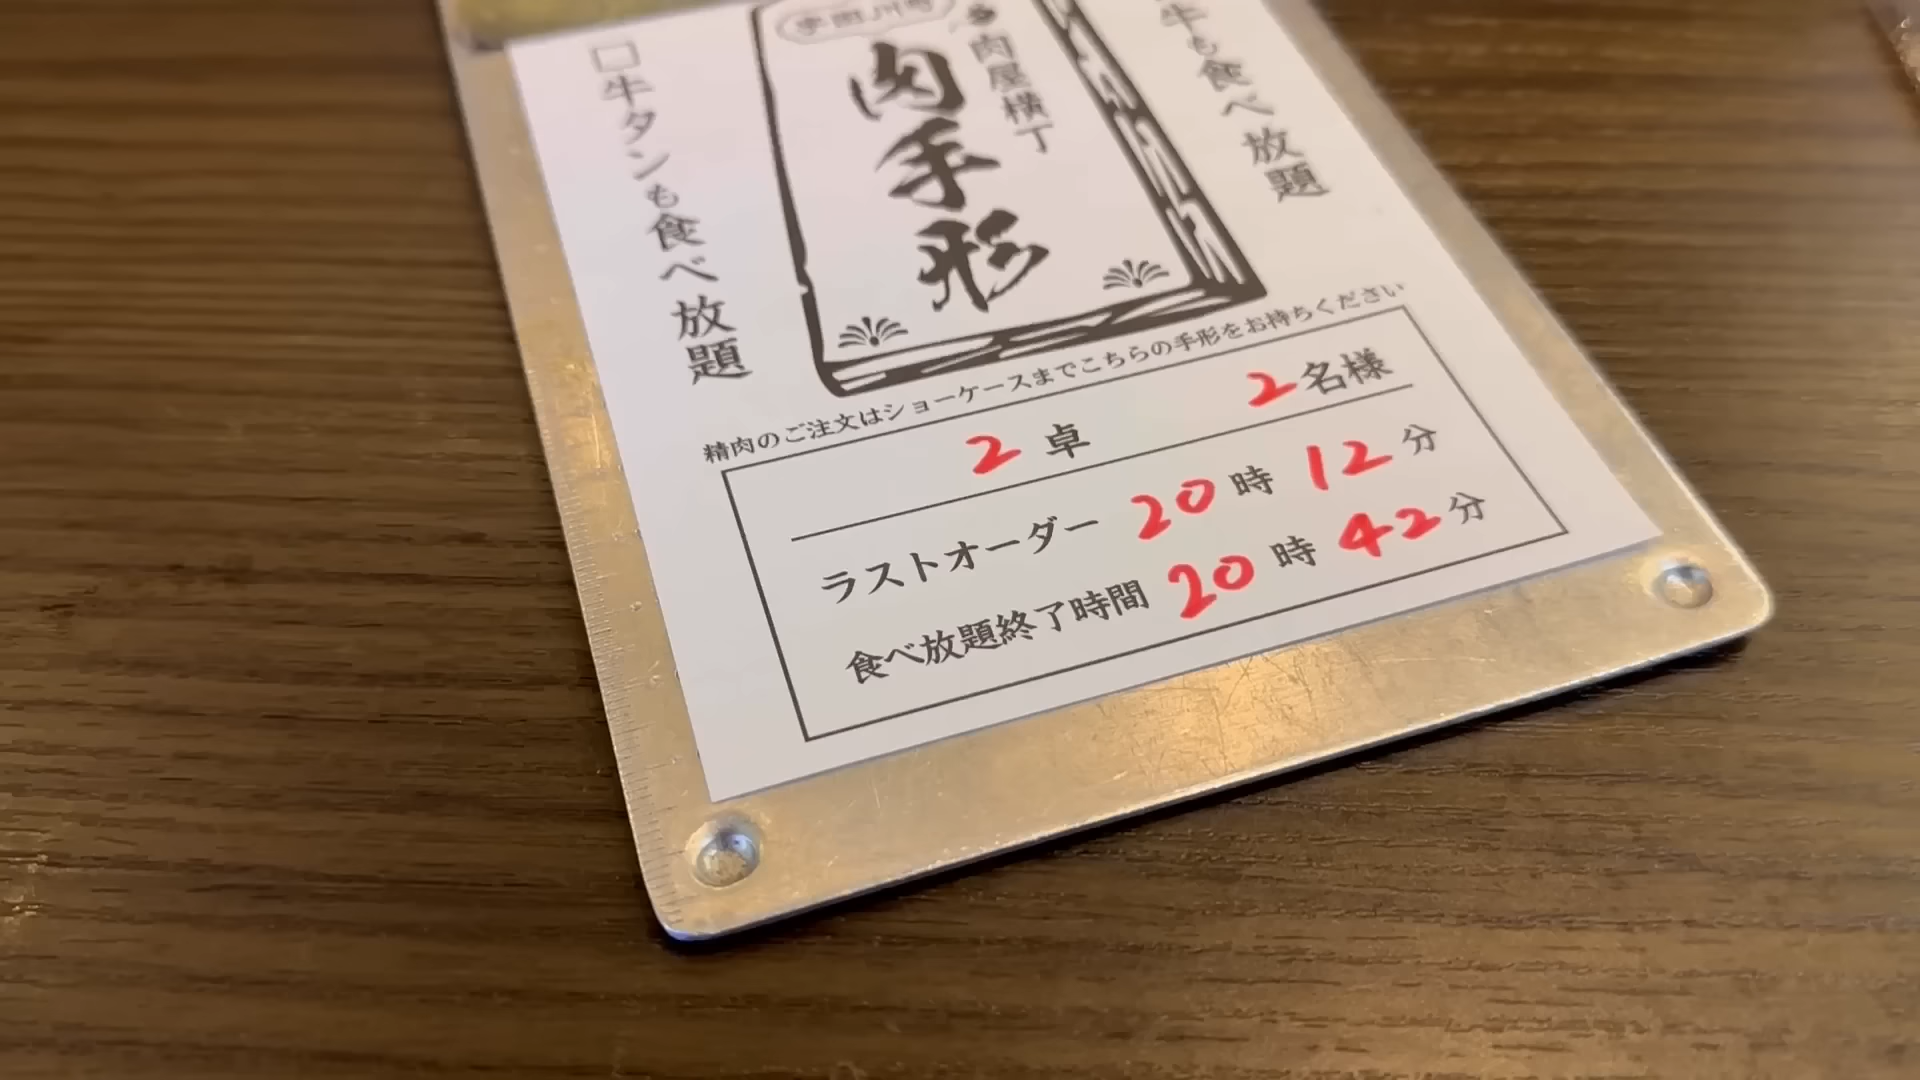 牛も食べ放題
肉屋横丁
肉手形
□牛タンも食べ放題
精肉のご注文はショーケースまでこちらの手形をお持ちください
2卓 2名様
ラストオーダー 20時12分
食べ放題終了時間 20時42分